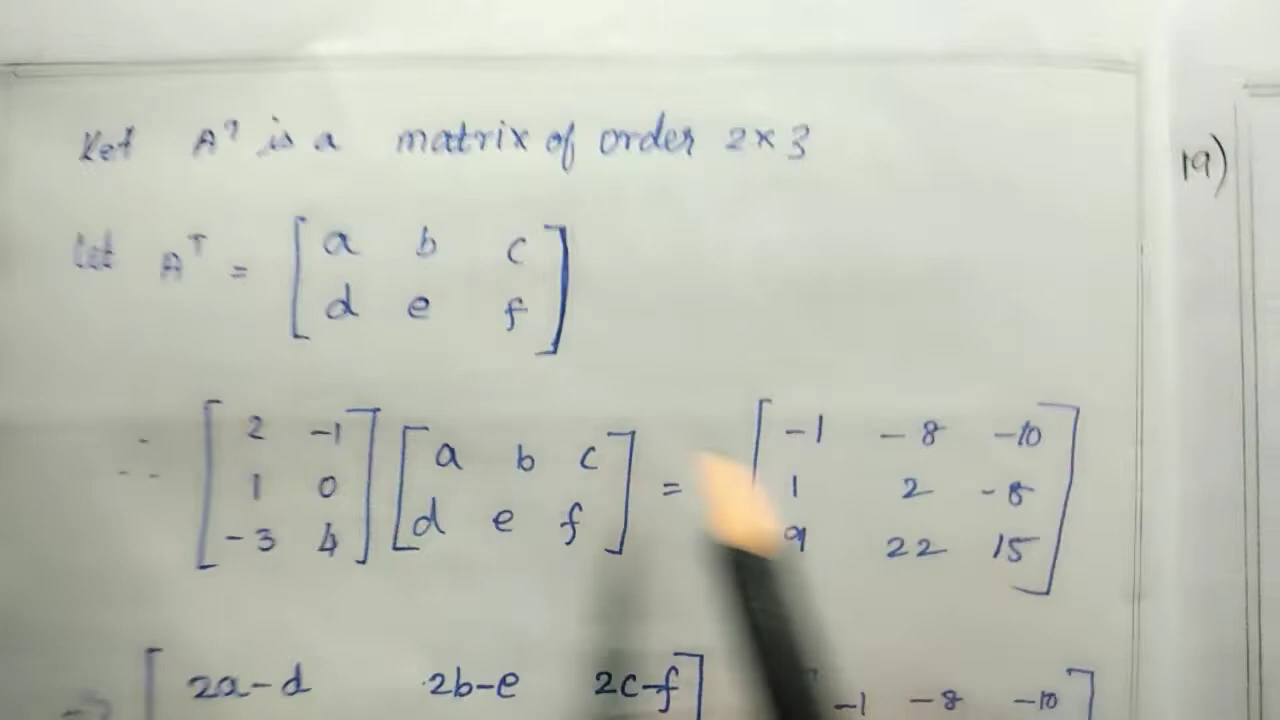 Let Aᵀ is a matrix of order 2×3
19)
Let Aᵀ = [ a b c
d e f ]
∴ [ 2 -1 ] [ a b c ] = [ -1 -8 -10
1 0 d e f 1 2 -8
-3 4 ] 9 22 15 ]
⇒ [ 2a-d 2b-e 2c-f ] -1 -8 -10 ]